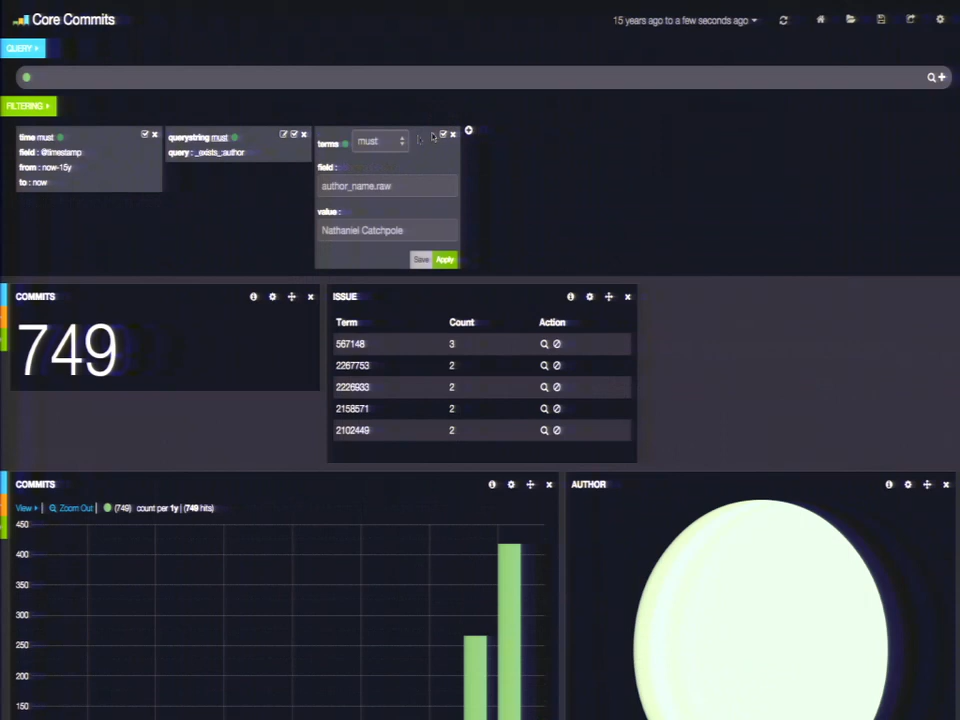 Core Commits
15 years ago to a few seconds ago
QUERY
FILTERING
time must
field : @timestamp
from : now-15y
to : now
querystring must
query : _exists_:author
terms must
field :
author_name.raw
value :
Nathaniel Catchpole
Save Apply
COMMITS
749
ISSUE
Term Count Action
567148 3
2267753 2
2226933 2
2158571 2
2102449 2
COMMITS
View Zoom Out (749) count per 1y | (749 hits)
450
400
350
300
250
200
150
AUTHOR